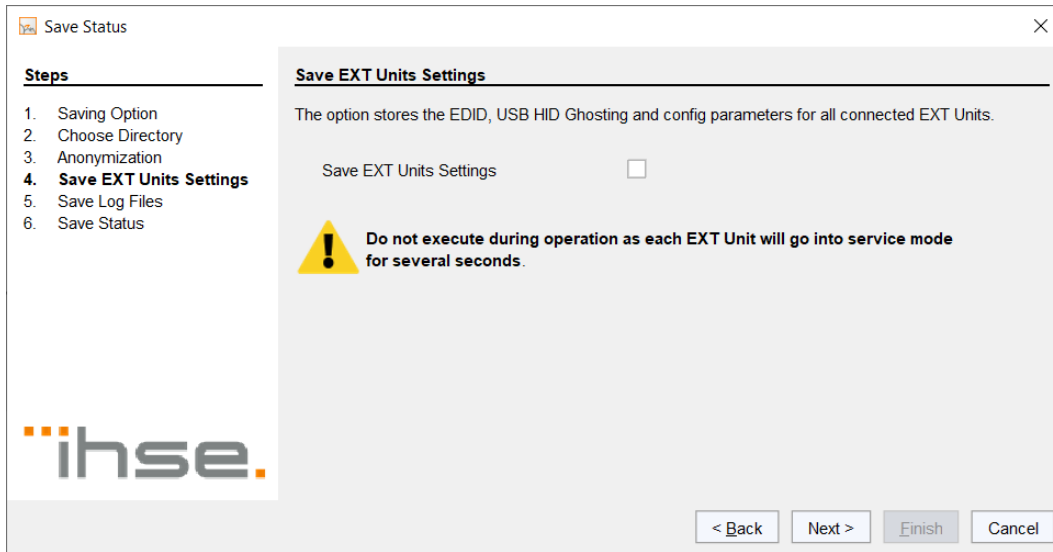 Save Status
Steps
1. Saving Option
2. Choose Directory
3. Anonymization
4. Save EXT Units Settings
5. Save Log Files
6. Save Status
ihse.
Save EXT Units Settings
The option stores the EDID, USB HID Ghosting and config parameters for all connected EXT Units.
Save EXT Units Settings
Do not execute during operation as each EXT Unit will go into service mode
for several seconds.
< Back Next > Finish Cancel